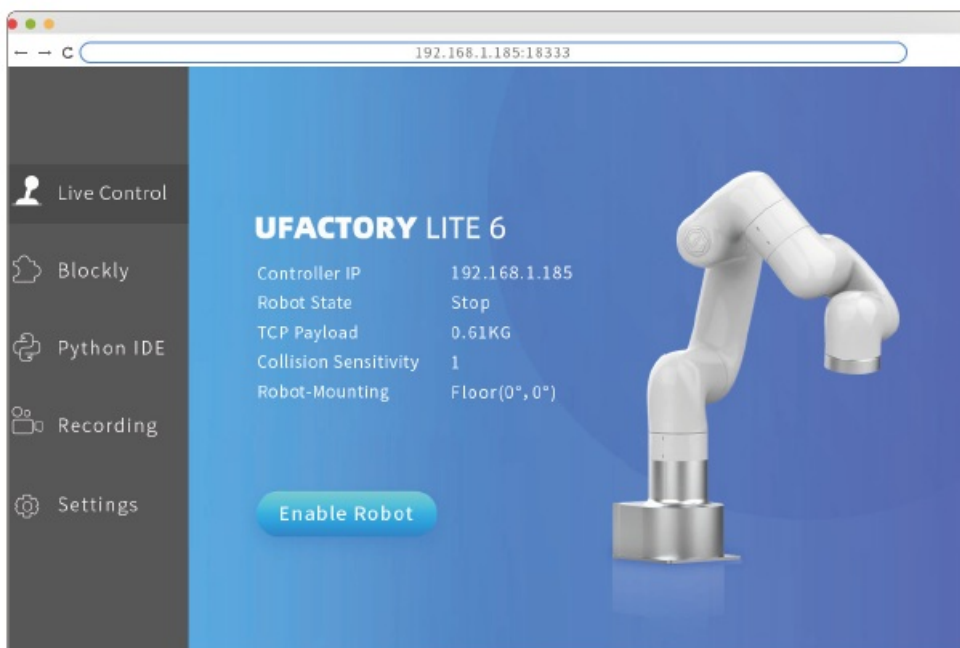 192.168.1.185:18333
Live Control
Blockly
Python IDE
Recording
Settings
UFACTORY LITE 6
Controller IP 192.168.1.185
Robot State Stop
TCP Payload 0.61KG
Collision Sensitivity 1
Robot-Mounting Floor(0°,0°)
Enable Robot